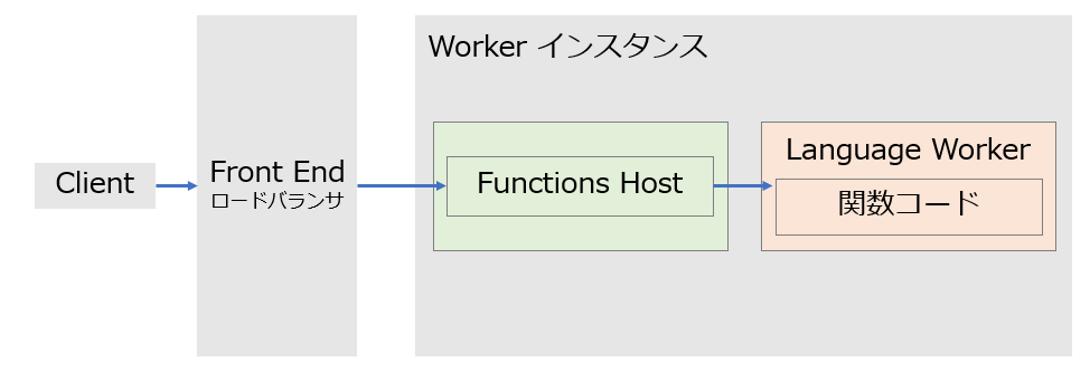 Client
Front End
ロードバランサ
Worker インスタンス
Functions Host
Language Worker
関数コード